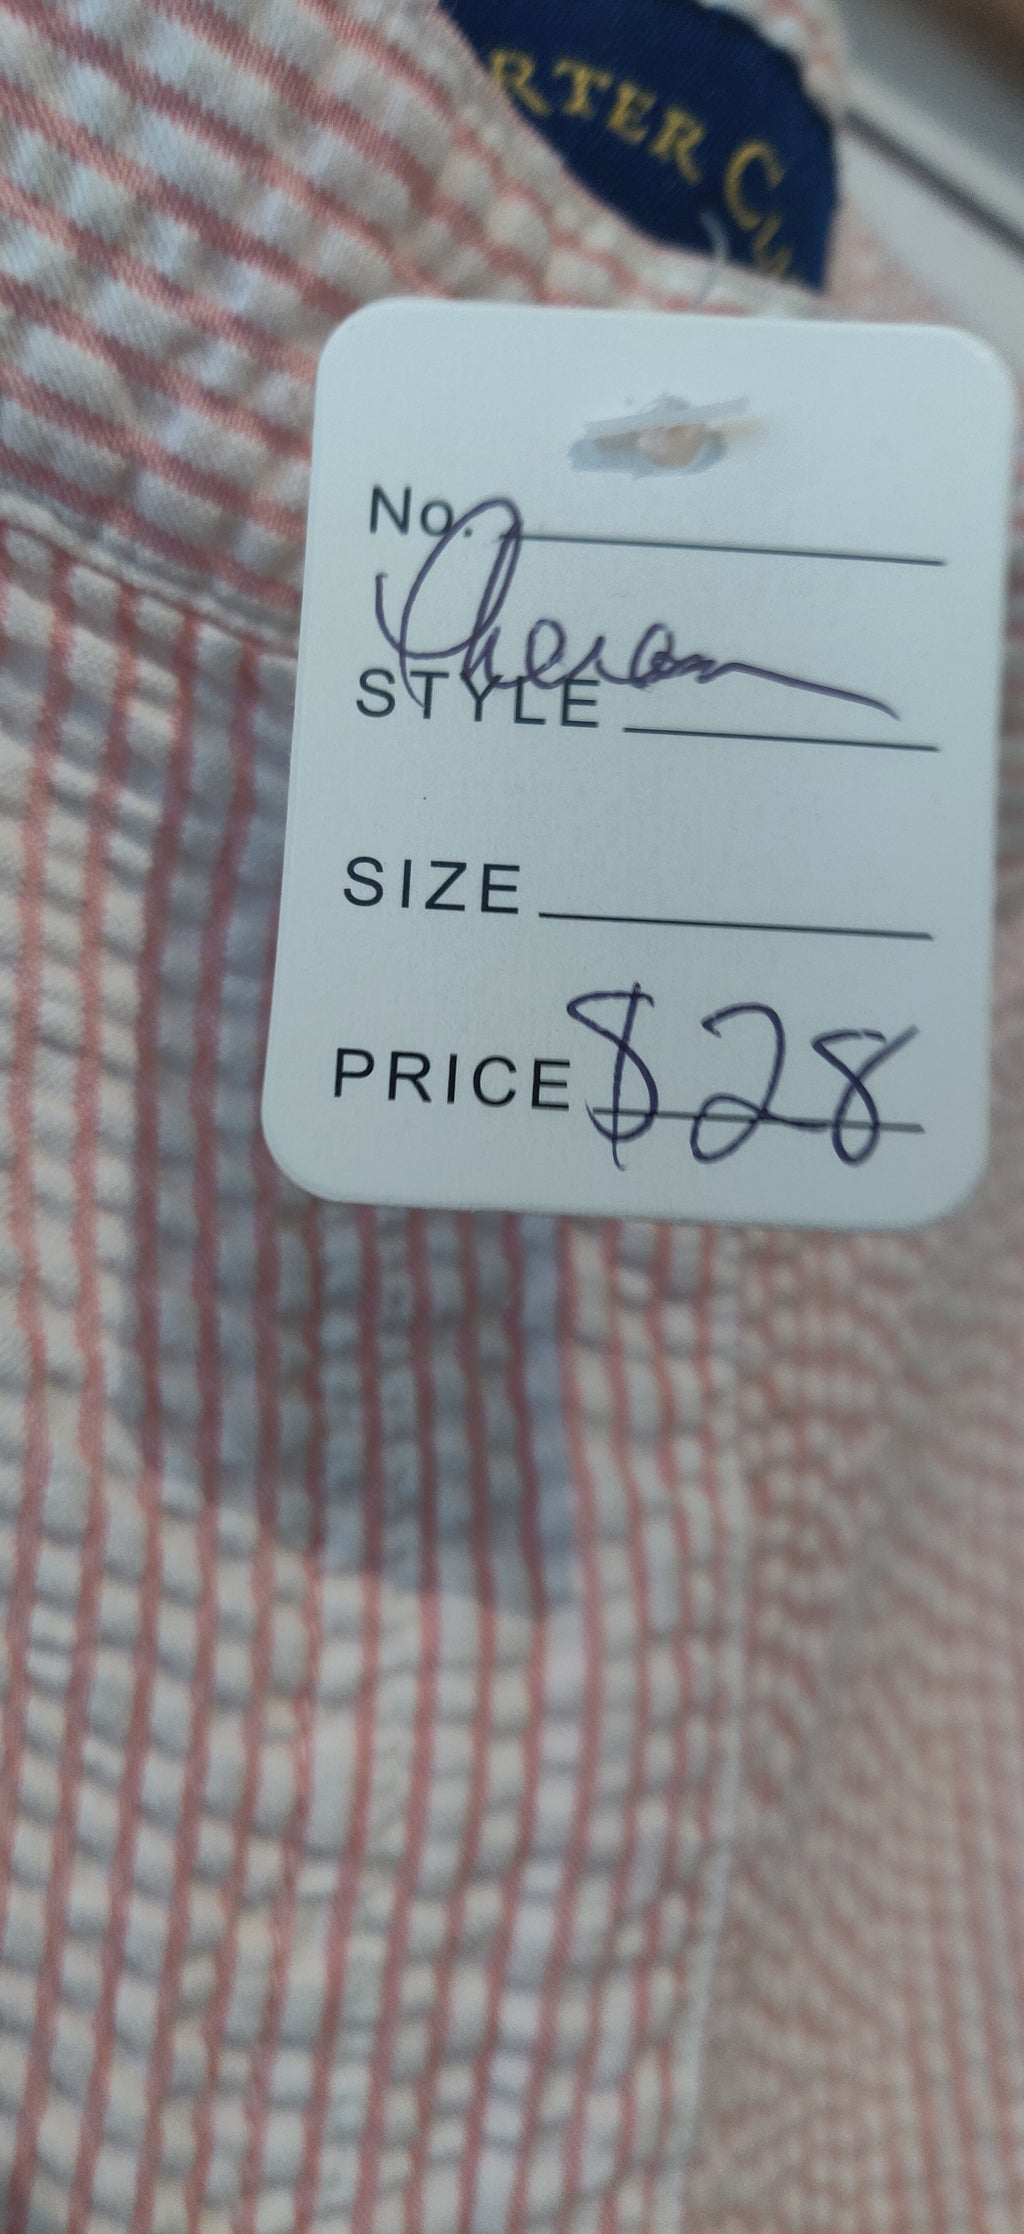 RTER C
No.
STYLE
SIZE
PRICE $28